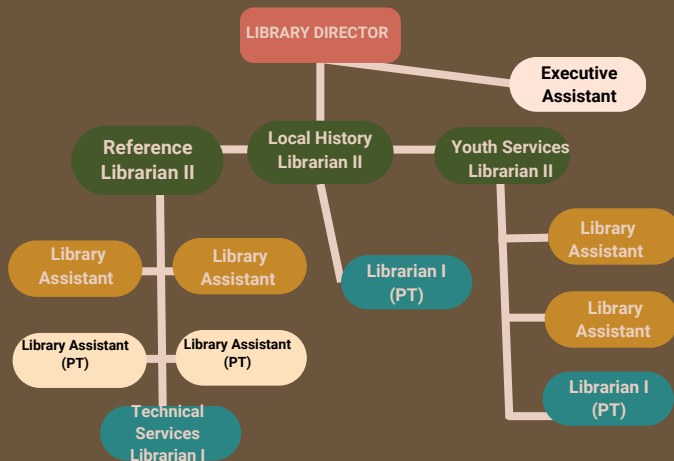 LIBRARY DIRECTOR
Executive
Assistant
Reference
Librarian II
Local History
Librarian II
Youth Services
Librarian II
Library
Assistant
Library
Assistant
Library Assistant
(PT)
Library Assistant
(PT)
Technical
Services
Librarian I
Librarian I
(PT)
Library
Assistant
Library
Assistant
Librarian I
(PT)